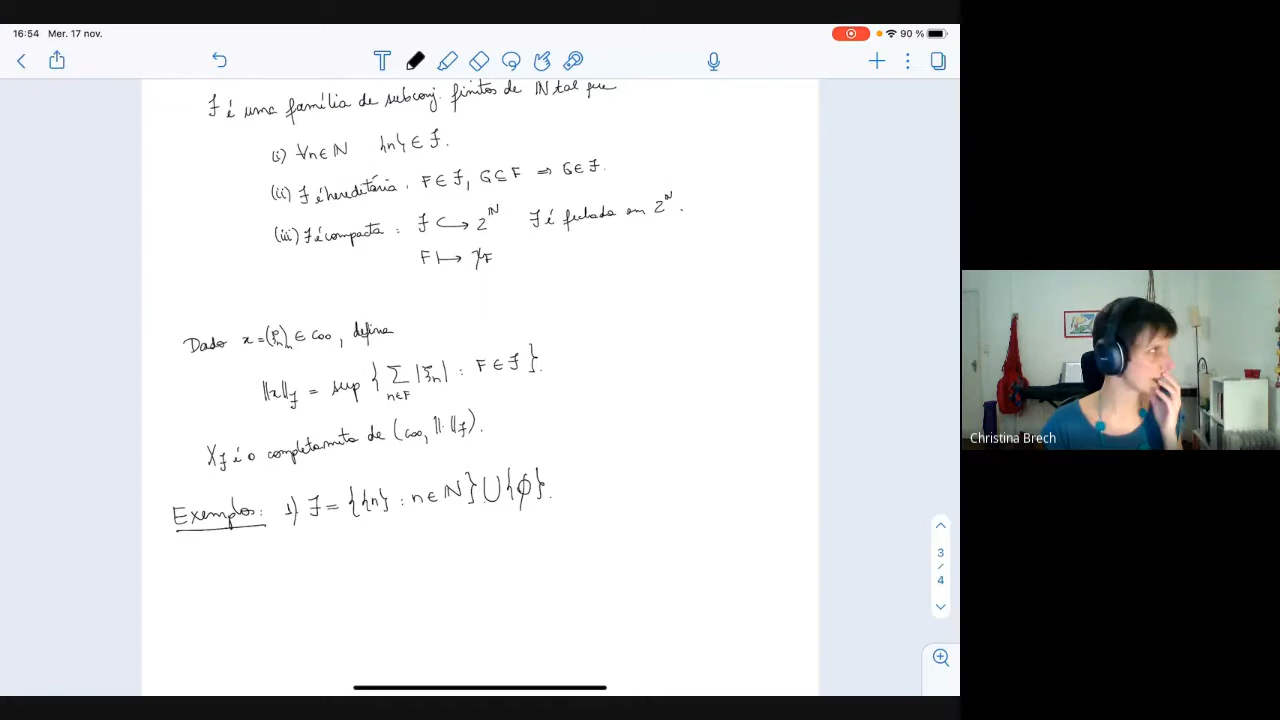 16:54 Mer. 17 nov.
90 %
F é uma família de subconj. finitos de ℕ tal que
(i) ∀n∈ℕ {n} ∈ F.
(ii) F é hereditária: F ∈ F, G ⊆ F ⇒ G ∈ F.
(iii) F é compacta: F ↪ 2^ℕ F é fechada em 2^ℕ.
F ↦ χ_F
Dado x = (ξ_n)_n ∈ c00, defina
‖x‖_F = sup { ∑_{n∈F} |ξ_n| : F ∈ F }.
X_F é o completamento de (c00, ‖·‖_F).
Exemplos: 1) F = {{n} : n ∈ ℕ} ∪ {∅}.
3
/
4
Christina Brech